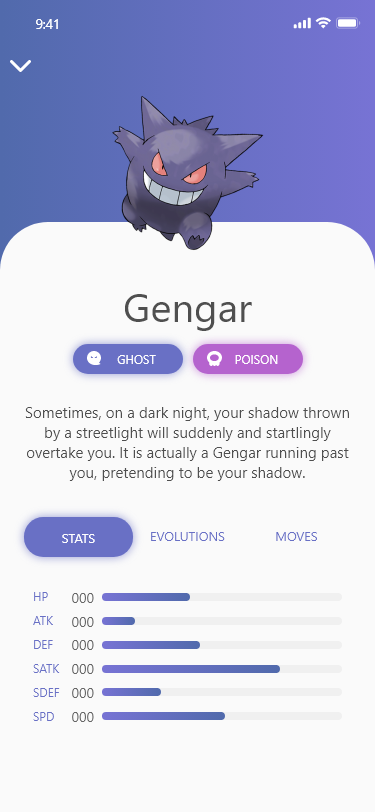 9:41
Gengar
GHOST
POISON
Sometimes, on a dark night, your shadow thrown
by a streetlight will suddenly and startlingly
overtake you. It is actually a Gengar running past
you, pretending to be your shadow.
STATS
EVOLUTIONS
MOVES
HP 000
ATK 000
DEF 000
SATK 000
SDEF 000
SPD 000